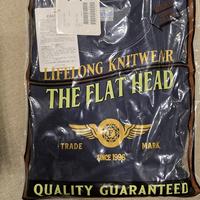 LIFELONG KNITWEAR
THE FLAT HEAD
TRADE MARK
SINCE 1996
QUALITY GUARANTEED